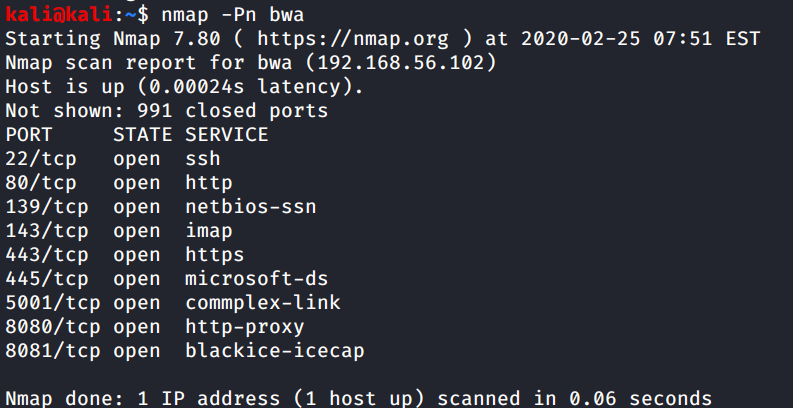 kali@kali:~$ nmap -Pn bwa
Starting Nmap 7.80 ( https://nmap.org ) at 2020-02-25 07:51 EST
Nmap scan report for bwa (192.168.56.102)
Host is up (0.00024s latency).
Not shown: 991 closed ports
PORT     STATE SERVICE
22/tcp   open  ssh
80/tcp   open  http
139/tcp  open  netbios-ssn
143/tcp  open  imap
443/tcp  open  https
445/tcp  open  microsoft-ds
5001/tcp open  commplex-link
8080/tcp open  http-proxy
8081/tcp open  blackice-icecap
Nmap done: 1 IP address (1 host up) scanned in 0.06 seconds